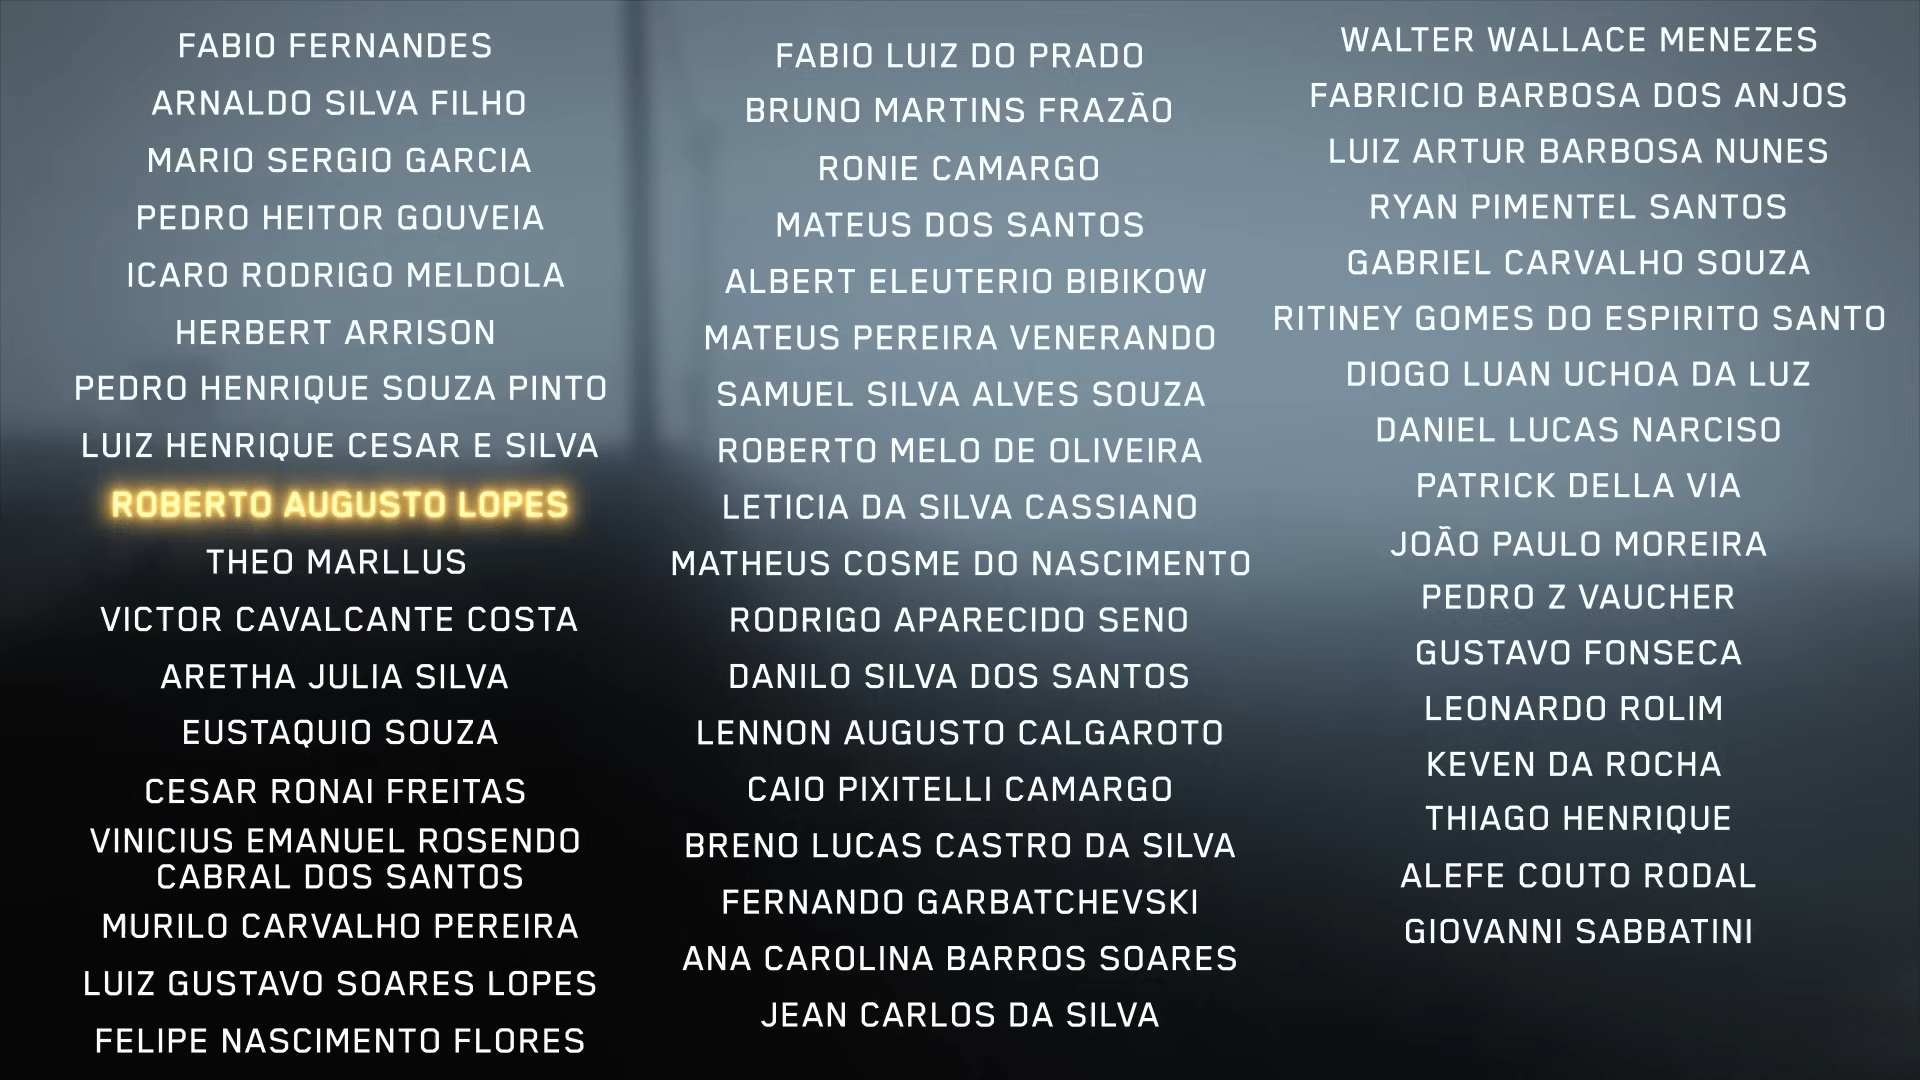 FABIO FERNANDES
ARNALDO SILVA FILHO
MARIO SERGIO GARCIA
PEDRO HEITOR GOUVEIA
ICARO RODRIGO MELDOLA
HERBERT ARRISON
PEDRO HENRIQUE SOUZA PINTO
LUIZ HENRIQUE CESAR E SILVA
ROBERTO AUGUSTO LOPES
THEO MARLLUS
VICTOR CAVALCANTE COSTA
ARETHA JULIA SILVA
EUSTAQUIO SOUZA
CESAR RONAI FREITAS
VINICIUS EMANUEL ROSENDO
CABRAL DOS SANTOS
MURILO CARVALHO PEREIRA
LUIZ GUSTAVO SOARES LOPES
FELIPE NASCIMENTO FLORES
FABIO LUIZ DO PRADO
BRUNO MARTINS FRAZÃO
RONIE CAMARGO
MATEUS DOS SANTOS
ALBERT ELEUTERIO BIBIKOW
MATEUS PEREIRA VENERANDO
SAMUEL SILVA ALVES SOUZA
ROBERTO MELO DE OLIVEIRA
LETICIA DA SILVA CASSIANO
MATHEUS COSME DO NASCIMENTO
RODRIGO APARECIDO SENO
DANILO SILVA DOS SANTOS
LENNON AUGUSTO CALGAROTO
CAIO PIXITELLI CAMARGO
BRENO LUCAS CASTRO DA SILVA
FERNANDO GARBATCHEVSKI
ANA CAROLINA BARROS SOARES
JEAN CARLOS DA SILVA
WALTER WALLACE MENEZES
FABRICIO BARBOSA DOS ANJOS
LUIZ ARTUR BARBOSA NUNES
RYAN PIMENTEL SANTOS
GABRIEL CARVALHO SOUZA
RITINEY GOMES DO ESPIRITO SANTO
DIOGO LUAN UCHOA DA LUZ
DANIEL LUCAS NARCISO
PATRICK DELLA VIA
JOÃO PAULO MOREIRA
PEDRO Z VAUCHER
GUSTAVO FONSECA
LEONARDO ROLIM
KEVEN DA ROCHA
THIAGO HENRIQUE
ALEFE COUTO RODAL
GIOVANNI SABBATINI